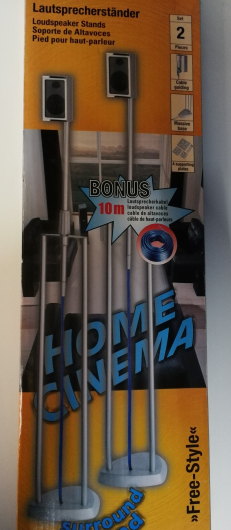 Lautsprecherständer
Loudspeaker Stands
Soporte de Altavoces
Pied pour haut-parleur
Set
2
Pieces
Cable
guiding
Massive
base
BONUS
10m
Lautsprecherkabel
loudspeaker cable
cable de altavoces
câble de haut-parleur
HOME
CINEMA
»Free-Style«
Surround